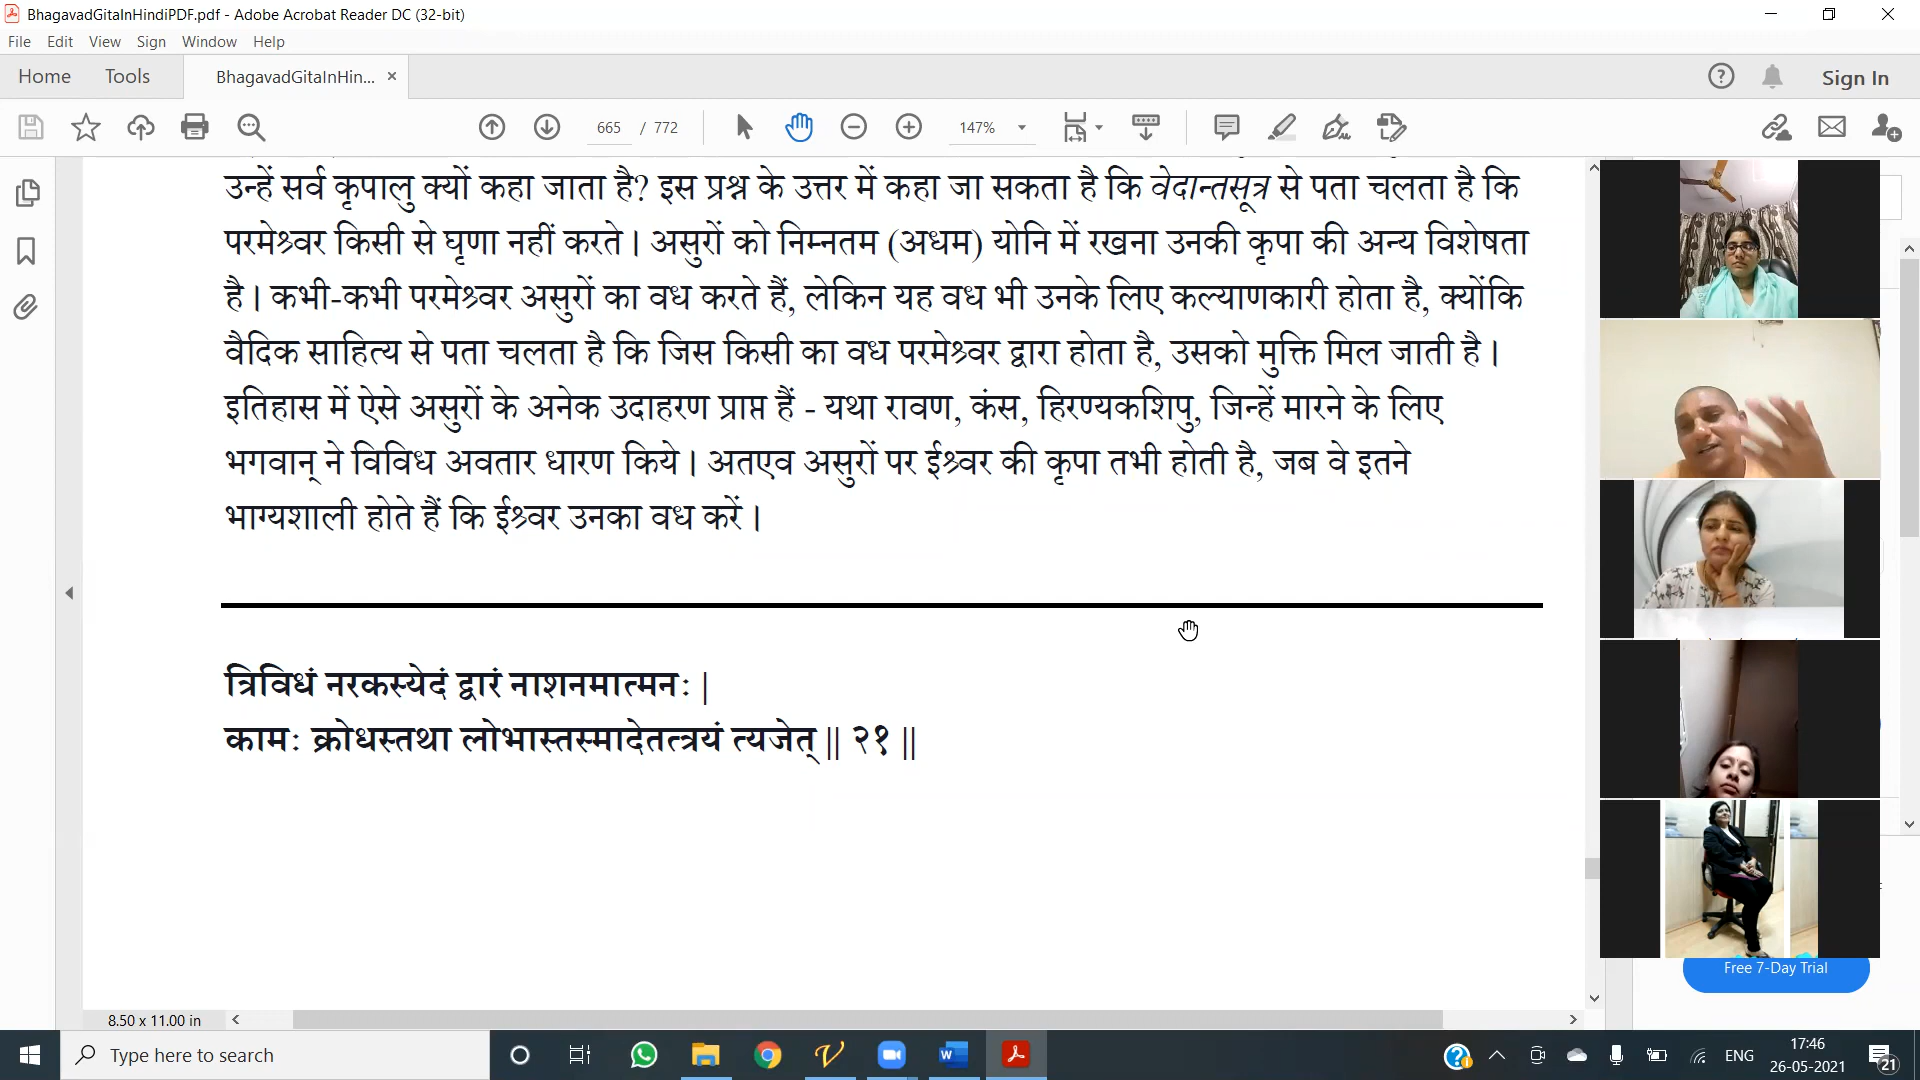 BhagavadGitaInHindiPDF.pdf - Adobe Acrobat Reader DC (32-bit)
File Edit View Sign Window Help
Home Tools BhagavadGitaInHin... × Sign In
665 / 772 147%
उन्हें सर्व कृपालु क्यों कहा जाता है? इस प्रश्न के उत्तर में कहा जा सकता है कि वेदान्तसूत्र से पता चलता है कि
परमेश्र्वर किसी से घृणा नहीं करते । असुरों को निम्नतम (अधम) योनि में रखना उनकी कृपा की अन्य विशेषता
है । कभी-कभी परमेश्र्वर असुरों का वध करते हैं, लेकिन यह वध भी उनके लिए कल्याणकारी होता है, क्योंकि
वैदिक साहित्य से पता चलता है कि जिस किसी का वध परमेश्र्वर द्वारा होता है, उसको मुक्ति मिल जाती है ।
इतिहास में ऐसे असुरों के अनेक उदाहरण प्राप्त हैं - यथा रावण, कंस, हिरण्यकशिपु, जिन्हें मारने के लिए
भगवान् ने विविध अवतार धारण किये । अतएव असुरों पर ईश्र्वर की कृपा तभी होती है, जब वे इतने
भाग्यशाली होते हैं कि ईश्र्वर उनका वध करें ।
त्रिविधं नरकस्येदं द्वारं नाशनमात्मनः |
कामः क्रोधस्तथा लोभास्तस्मादेतत्त्रयं त्यजेत् || २१ ||
Free 7-Day Trial
8.50 x 11.00 in
Type here to search
ENG
17:46
26-05-2021
21